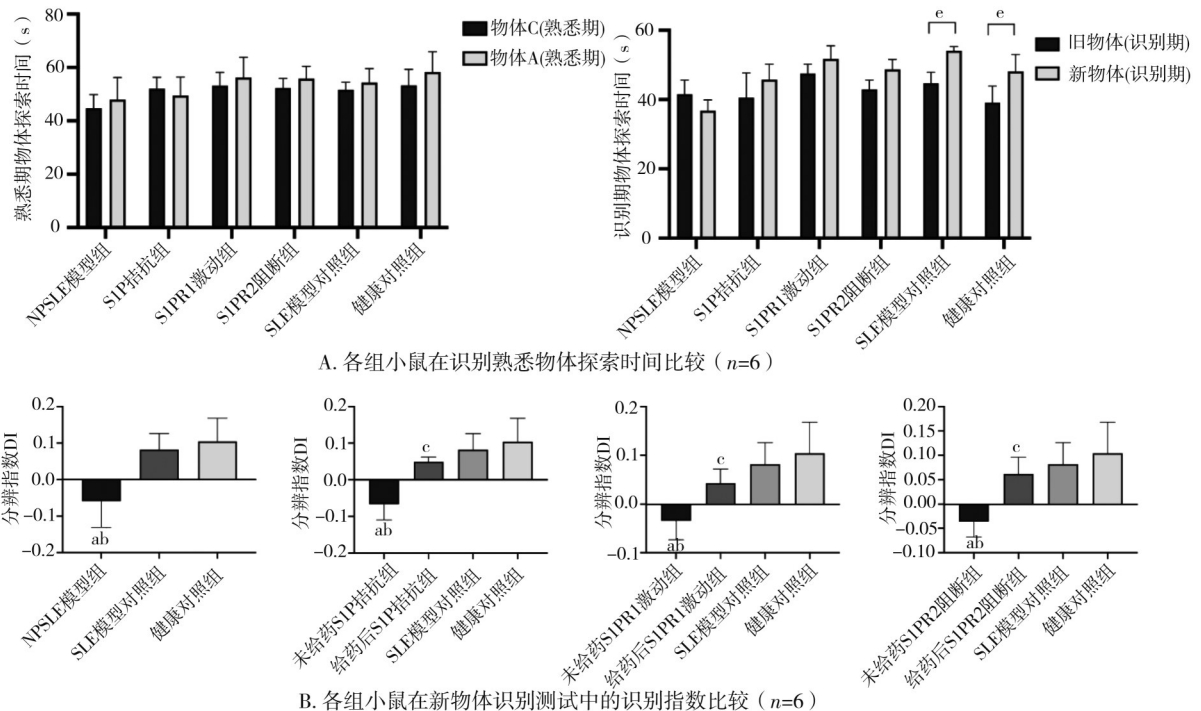 熟悉期物体探索时间（s）
80
60
40
20
0
物体C(熟悉期)
物体A(熟悉期)
NPSLE模型组
S1P拮抗组
S1PR1激动组
S1PR2阻断组
SLE模型对照组
健康对照组
识别期物体探索时间（s）
60
40
20
0
e
e
旧物体(识别期)
新物体(识别期)
NPSLE模型组
S1P拮抗组
S1PR1激动组
S1PR2阻断组
SLE模型对照组
健康对照组
A. 各组小鼠在识别熟悉物体探索时间比较（n=6）
分辨指数DI
0.2
0.1
0.0
−0.1
−0.2
ab
NPSLE模型组
SLE模型对照组
健康对照组
分辨指数DI
0.2
0.1
0.0
−0.1
−0.2
ab
c
未给药S1P拮抗组
给药后S1P拮抗组
SLE模型对照组
健康对照组
分辨指数DI
0.2
0.1
0.0
−0.1
ab
c
未给药S1PR1激动组
给药后S1PR1激动组
SLE模型对照组
健康对照组
分辨指数DI
0.20
0.15
0.10
0.05
0.00
−0.05
−0.10
ab
c
未给药S1PR2阻断组
给药后S1PR2阻断组
SLE模型对照组
健康对照组
B. 各组小鼠在新物体识别测试中的识别指数比较（n=6）